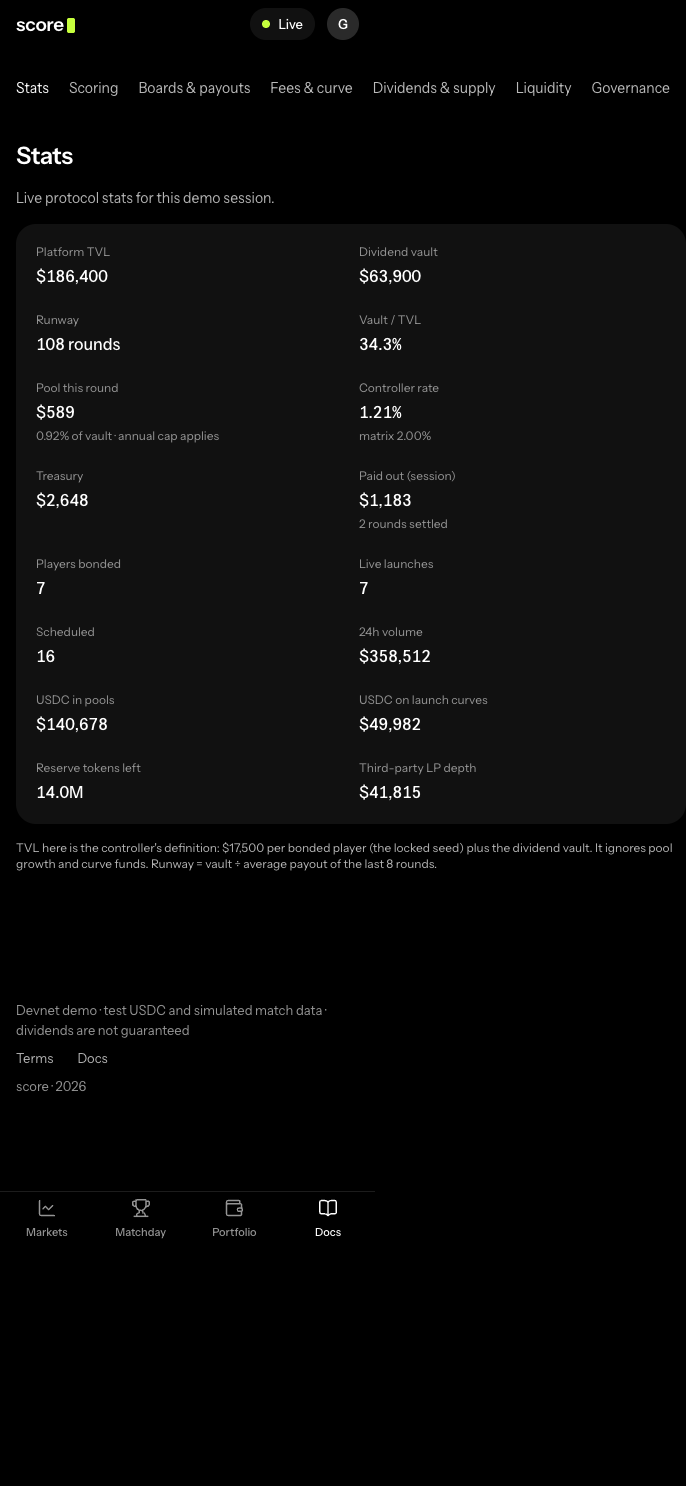 score
Live
G
Stats Scoring Boards & payouts Fees & curve Dividends & supply Liquidity Governance
Stats
Live protocol stats for this demo session.
Platform TVL
$186,400
Dividend vault
$63,900
Runway
108 rounds
Vault / TVL
34.3%
Pool this round
$589
0.92% of vault · annual cap applies
Controller rate
1.21%
matrix 2.00%
Treasury
$2,648
Paid out (session)
$1,183
2 rounds settled
Players bonded
7
Live launches
7
Scheduled
16
24h volume
$358,512
USDC in pools
$140,678
USDC on launch curves
$49,982
Reserve tokens left
14.0M
Third-party LP depth
$41,815
TVL here is the controller's definition: $17,500 per bonded player (the locked seed) plus the dividend vault. It ignores pool
growth and curve funds. Runway = vault ÷ average payout of the last 8 rounds.
Devnet demo · test USDC and simulated match data ·
dividends are not guaranteed
Terms Docs
score · 2026
Markets Matchday Portfolio Docs